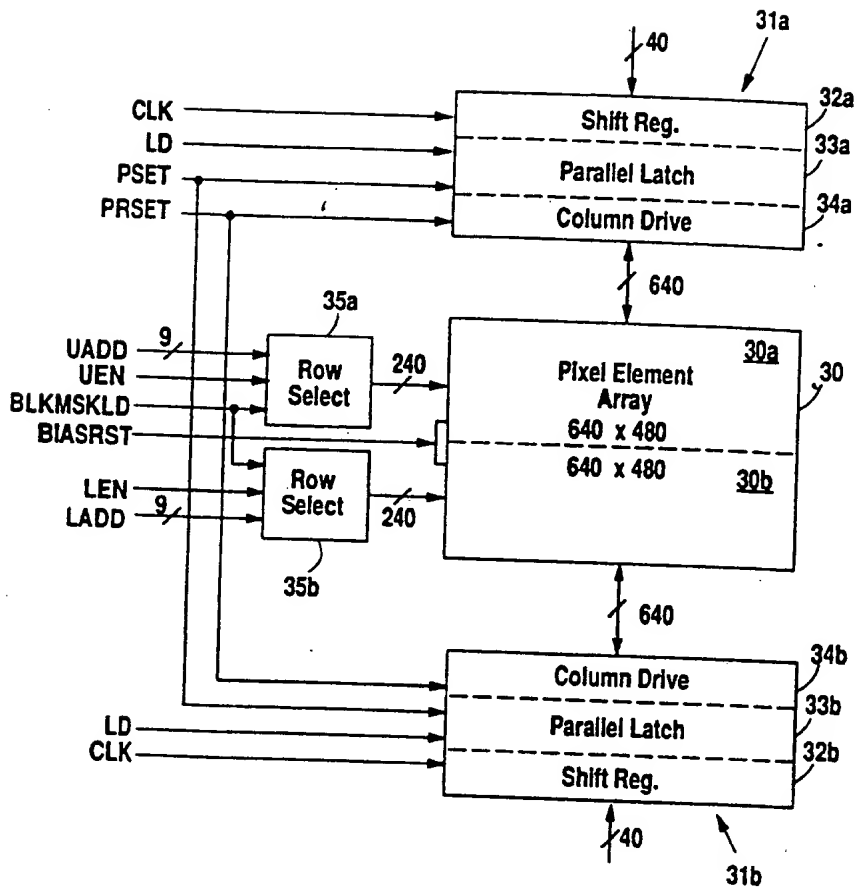 31a
40
CLK
Shift Reg.
32a
LD
33a
PSET
Parallel Latch
PRSET
Column Drive
34a
640
35a
UADD
9
Row
Select
240
30a
30
UEN
Pixel Element
Array
BLKMSKLD
640 x 480
BIASRST
640 x 480
30b
LEN
Row
Select
240
LADD
9
35b
640
Column Drive
34b
Parallel Latch
33b
LD
CLK
Shift Reg.
32b
40
31b